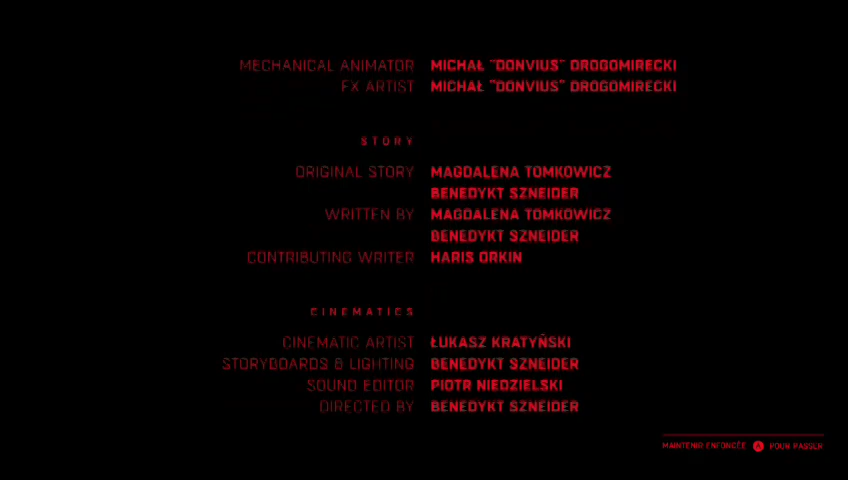 MECHANICAL ANIMATOR MICHAŁ "DONVIUS" DROGOMIRECKI
FX ARTIST MICHAŁ "DONVIUS" DROGOMIRECKI
STORY
ORIGINAL STORY MAGDALENA TOMKOWICZ
BENEDYKT SZNEIDER
WRITTEN BY MAGDALENA TOMKOWICZ
BENEDYKT SZNEIDER
CONTRIBUTING WRITER HARIS ORKIN
CINEMATICS
CINEMATIC ARTIST ŁUKASZ KRATYŃSKI
STORYBOARDS & LIGHTING BENEDYKT SZNEIDER
SOUND EDITOR PIOTR NIEDZIELSKI
DIRECTED BY BENEDYKT SZNEIDER
MAINTENIR ENFONCÉE A POUR PASSER